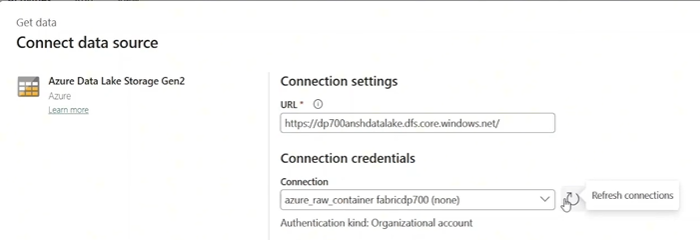 Get data
Connect data source
Azure Data Lake Storage Gen2
Azure
Learn more
Connection settings
URL *
https://dp700anshdatalake.dfs.core.windows.net/
Connection credentials
Connection
azure_raw_container fabricdp700 (none)
Refresh connections
Authentication kind: Organizational account